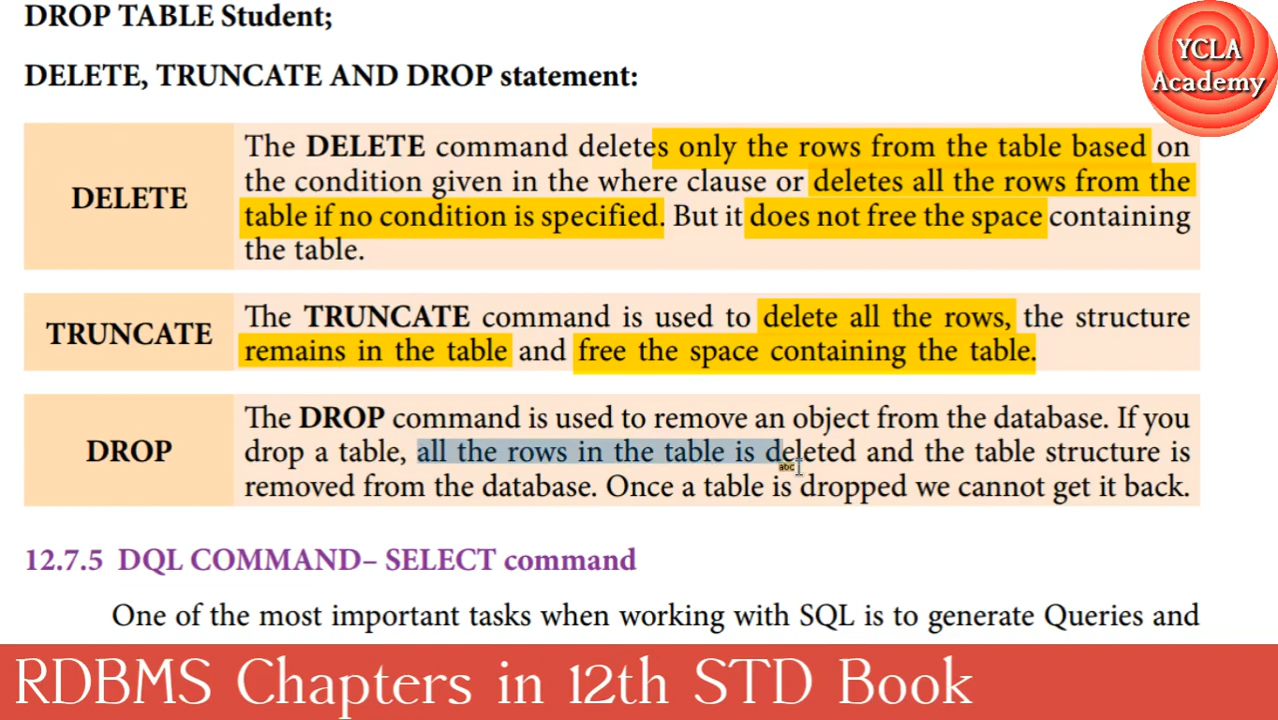 DROP TABLE Student;
YCLA
Academy
DELETE, TRUNCATE AND DROP statement:
DELETE
The DELETE command deletes only the rows from the table based on
the condition given in the where clause or deletes all the rows from the
table if no condition is specified. But it does not free the space containing
the table.
TRUNCATE
The TRUNCATE command is used to delete all the rows, the structure
remains in the table and free the space containing the table.
DROP
The DROP command is used to remove an object from the database. If you
drop a table, all the rows in the table is deleted and the table structure is
removed from the database. Once a table is dropped we cannot get it back.
abc
12.7.5 DQL COMMAND– SELECT command
One of the most important tasks when working with SQL is to generate Queries and
RDBMS Chapters in 12th STD Book